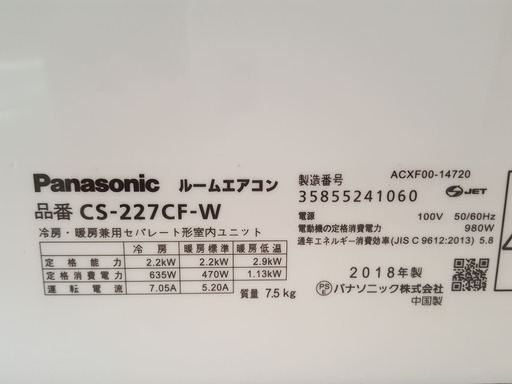 Panasonic ルームエアコン
品番 CS-227CF-W
冷房・暖房兼用セパレート形室内ユニット
冷 房 暖房標準 暖房低温
定 格 能 力 2.2kW 2.2kW 2.9kW
定格消費電力 635W 470W 1.13kW
運 転 電 流 7.05A 5.20A
質量 7.5kg
ACXF00-14720
製造番号
35855241060
JET
電源 100V 50/60Hz
電動機の定格消費電力 980W
通年エネルギー消費効率(JIS C 9612:2013) 5.8
2018年製
PS E パナソニック株式会社
中国製